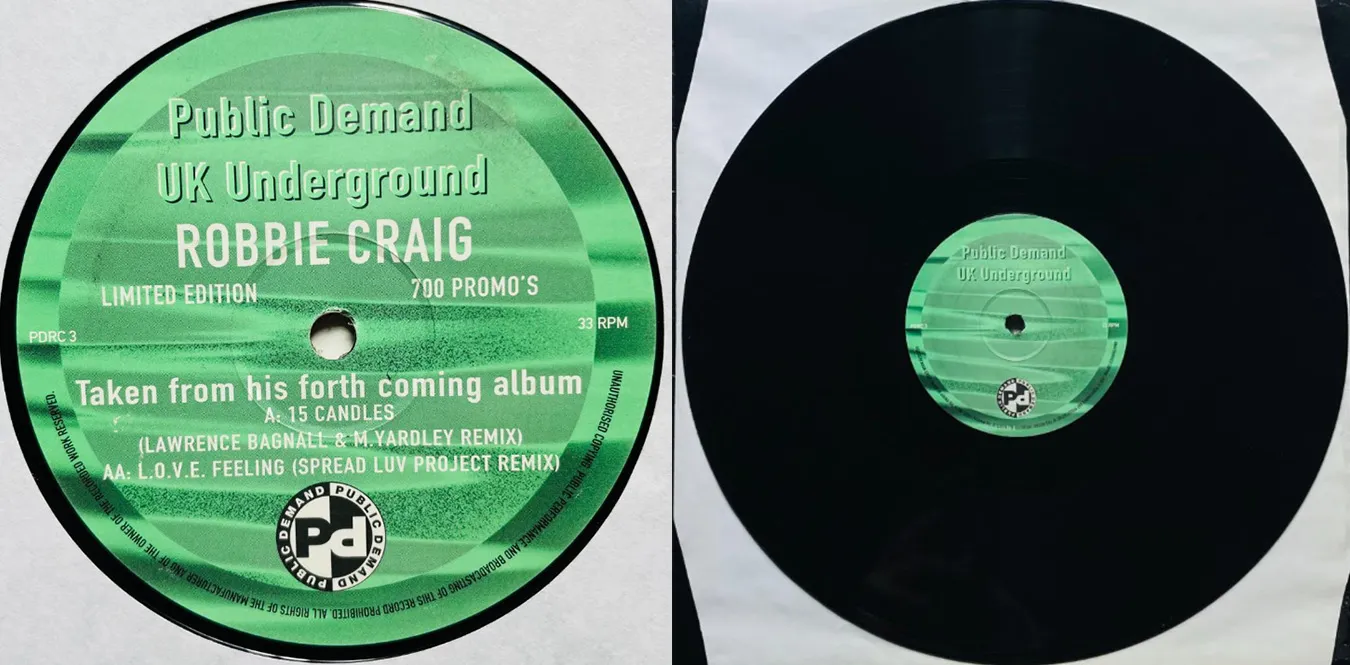 Public Demand
UK Underground
ROBBIE CRAIG
LIMITED EDITION 700 PROMO'S
PDRC 3 33 RPM
Taken from his forth coming album
A: 15 CANDLES
(LAWRENCE BAGNALL & M.YARDLEY REMIX)
AA: L.O.V.E. FEELING (SPREAD LUV PROJECT REMIX)
PUBLIC DEMAND PUBLIC DEMAND
Pd
UNAUTHORISED COPYING, PUBLIC PERFORMANCE AND BROADCASTING OF THIS RECORD PROHIBITED. ALL RIGHTS OF THE MANUFACTURER AND OF THE OWNER OF THE RECORDED WORK RESERVED.
Public Demand
UK Underground
Pd